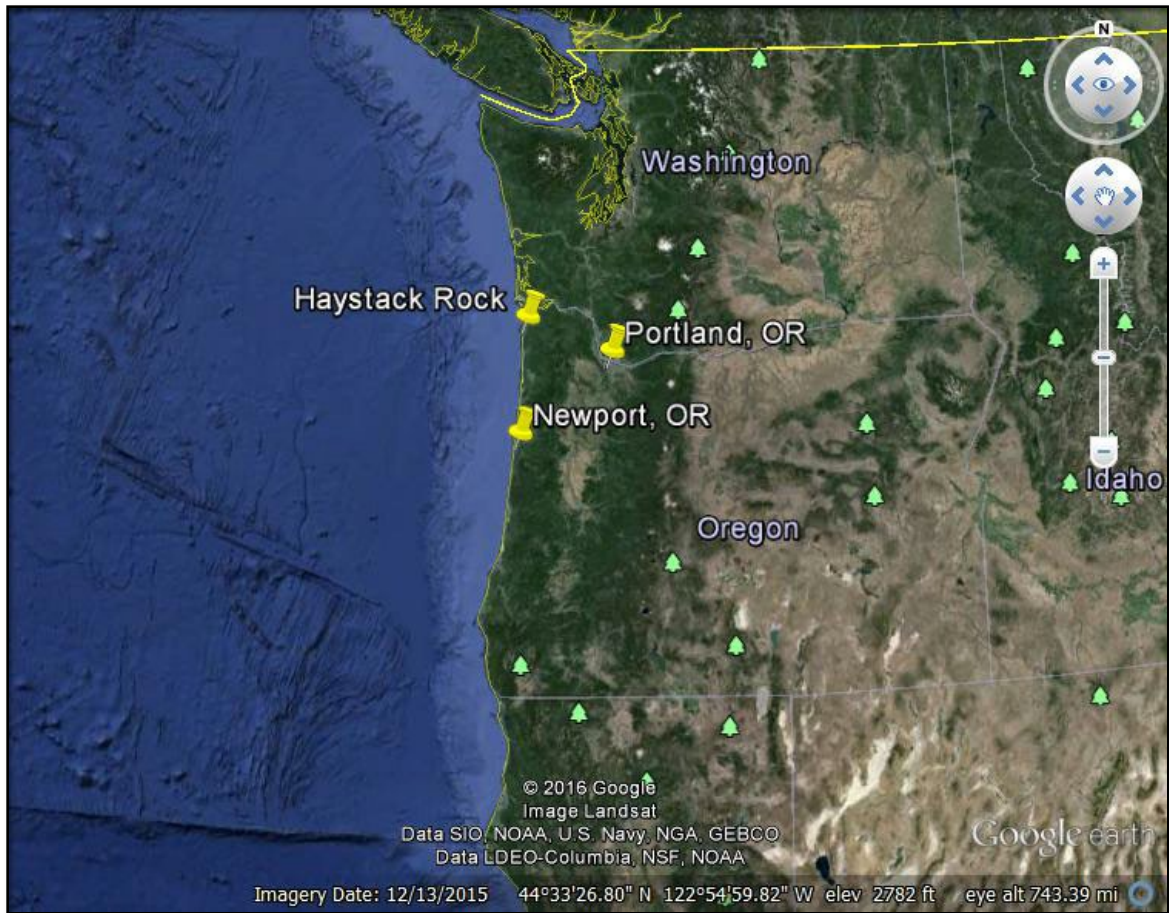 N
Washington
Haystack Rock
Portland, OR
Newport, OR
Idaho
Oregon
© 2016 Google
Image Landsat
Data SIO, NOAA, U.S. Navy, NGA, GEBCO
Data LDEO-Columbia, NSF, NOAA
Google earth
Imagery Date: 12/13/2015 44°33'26.80" N 122°54'59.82" W elev 2782 ft eye alt 743.39 mi